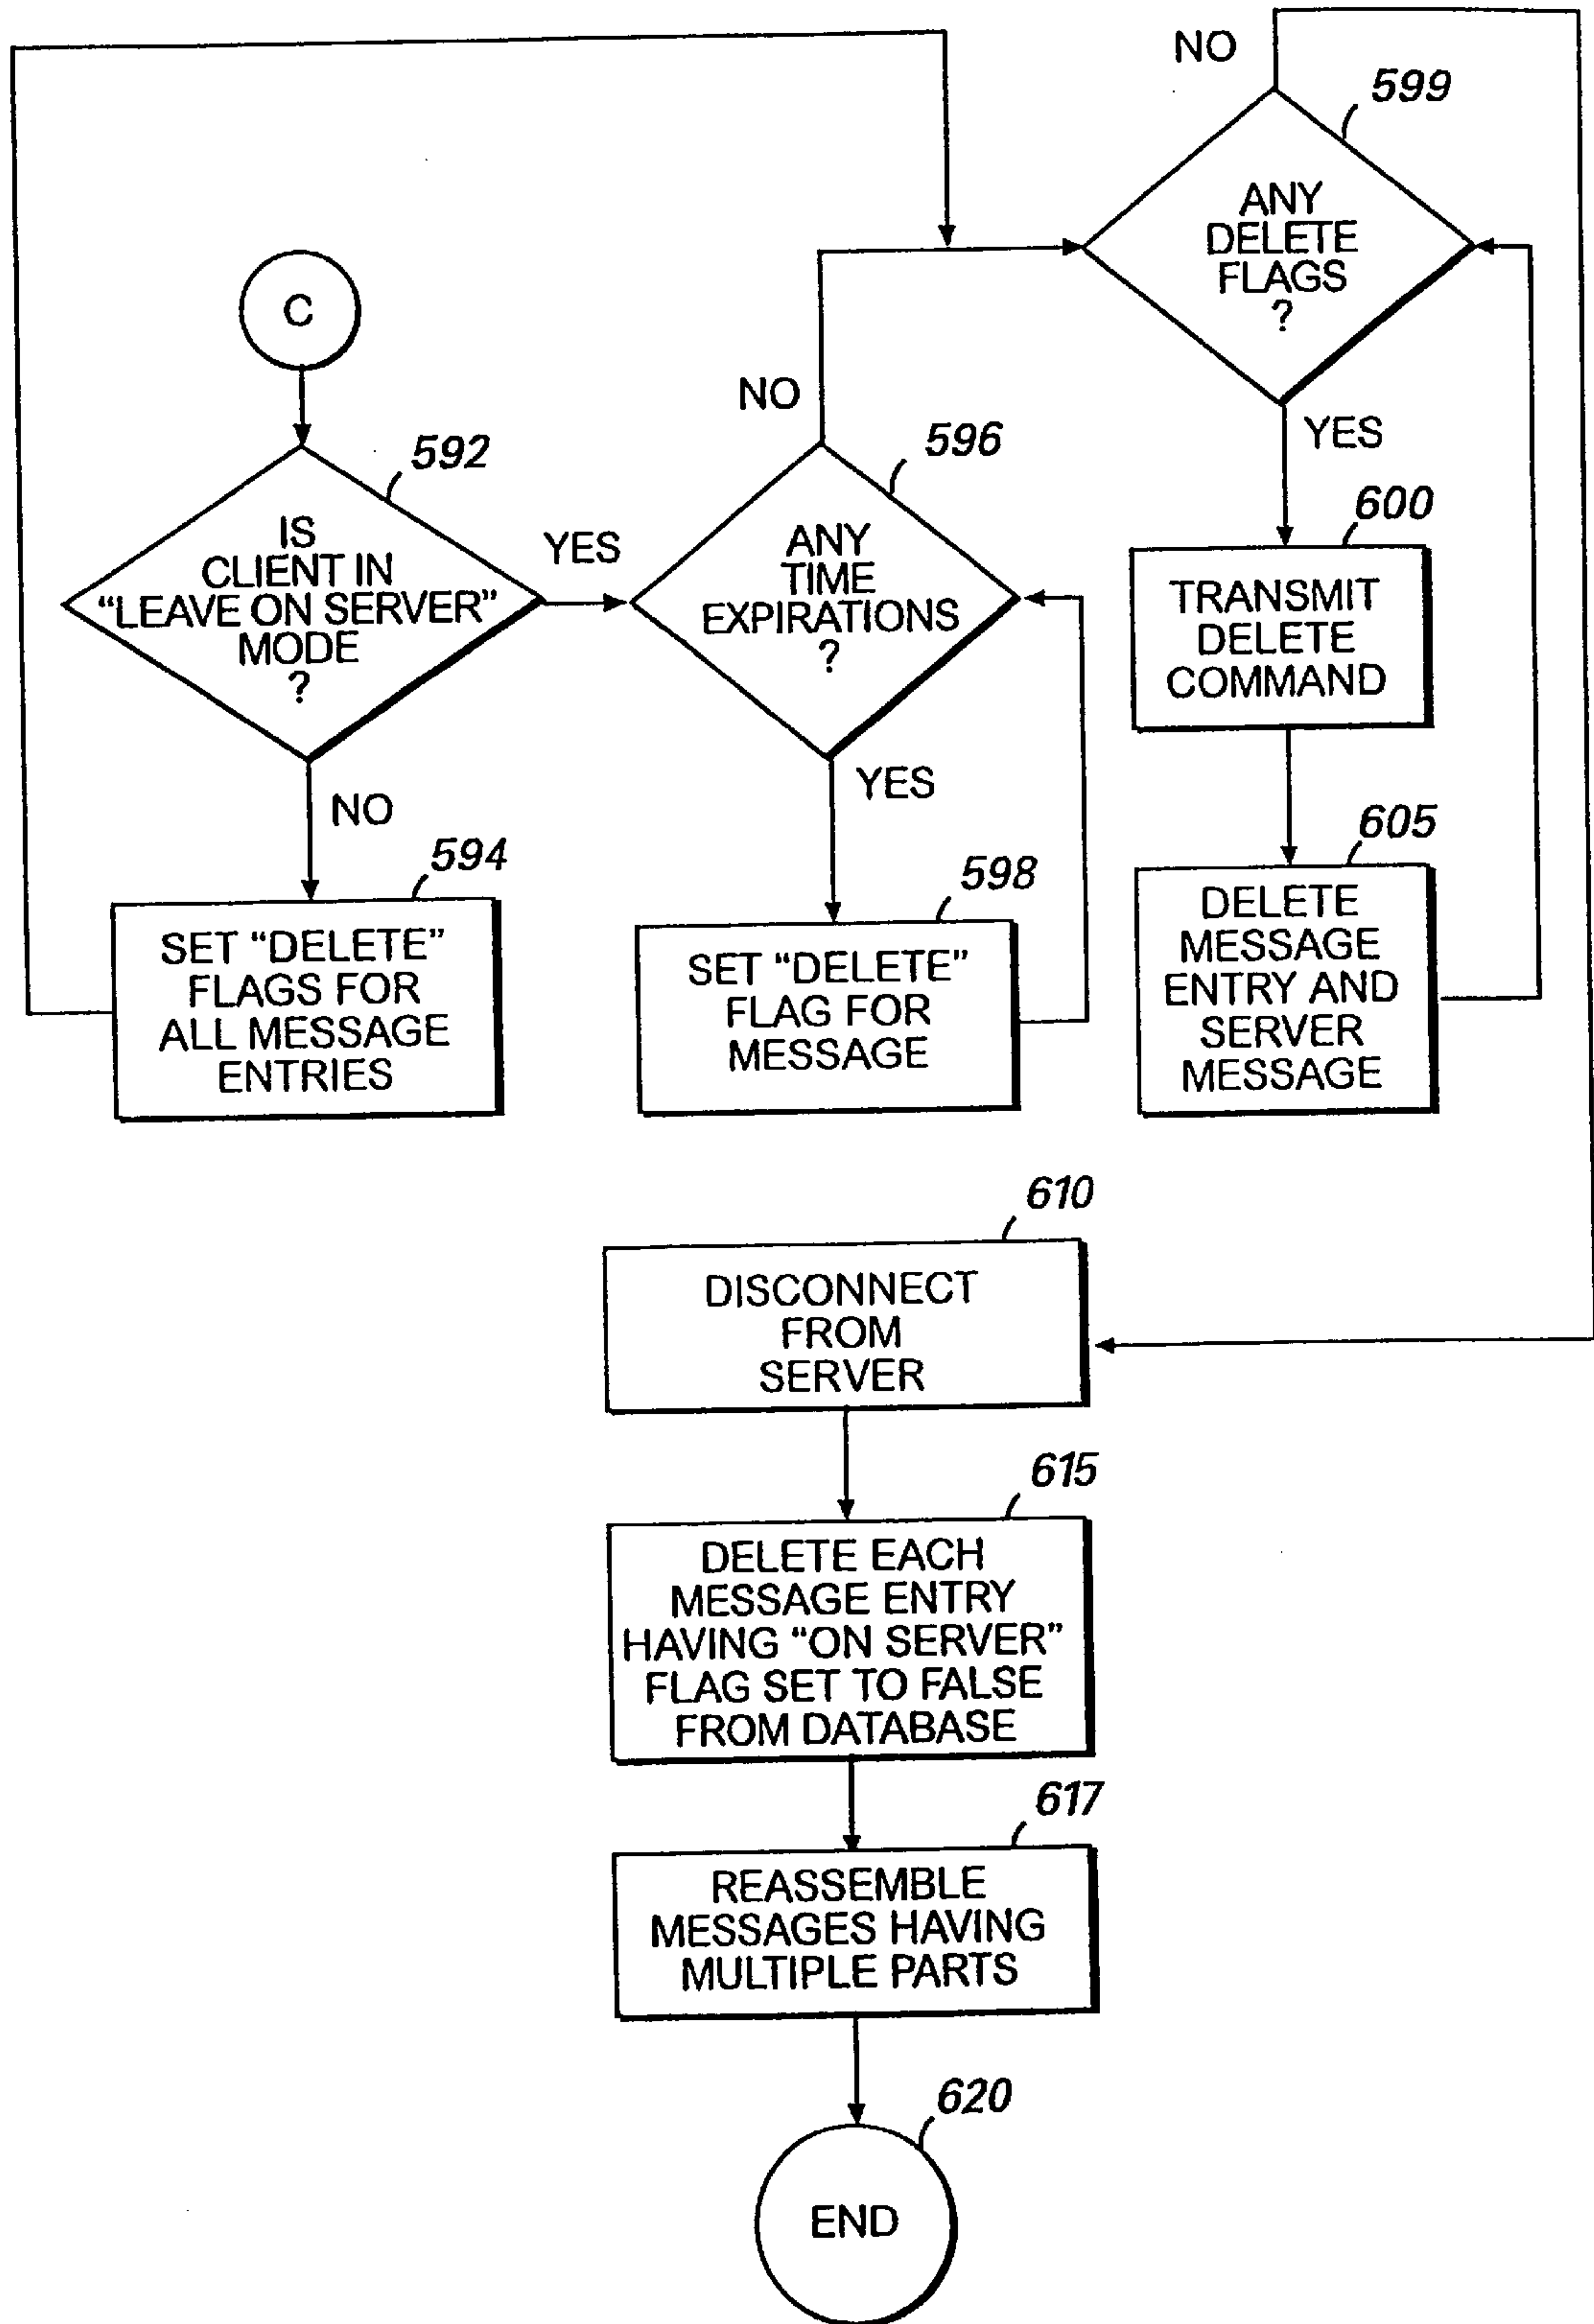 NO
599
ANY
DELETE
FLAGS
?
C
NO
YES
592
596
600
IS
CLIENT IN
“LEAVE ON SERVER”
MODE
?
YES
ANY
TIME
EXPIRATIONS
?
TRANSMIT
DELETE
COMMAND
NO
YES
594
598
605
SET “DELETE”
FLAGS FOR
ALL MESSAGE
ENTRIES
SET “DELETE”
FLAG FOR
MESSAGE
DELETE
MESSAGE
ENTRY AND
SERVER
MESSAGE
610
DISCONNECT
FROM
SERVER
615
DELETE EACH
MESSAGE ENTRY
HAVING “ON SERVER”
FLAG SET TO FALSE
FROM DATABASE
617
REASSEMBLE
MESSAGES HAVING
MULTIPLE PARTS
620
END